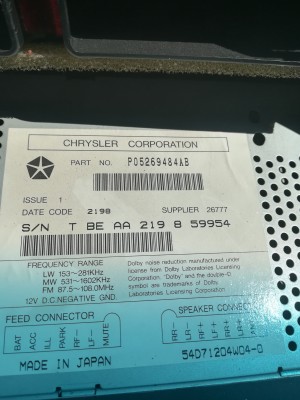 CHRYSLER CORPORATION
PART NO. P05269484AB
ISSUE 1
DATE CODE 2198 SUPPLIER 26777
S/N T BE AA 219 8 59954
FREQUENCY RANGE
LW 153~281KHz
MW 531~1602KHz
FM 87.5~108.0MHz
12V D.C. NEGATIVE GND.
Dolby noise reduction manufactured under
license from Dolby Laboratories Licensing
Corporation. "Dolby" and the double-D
symbol are trademarks of Dolby
Laboratories Licensing Corporation.
FEED CONNECTOR
BAT ACC ILL PARK RF- LF- MUTE
SPEAKER CONNE
RR- LR- LF+ RF+ LR+ RR+
MADE IN JAPAN
54D71204W04-0